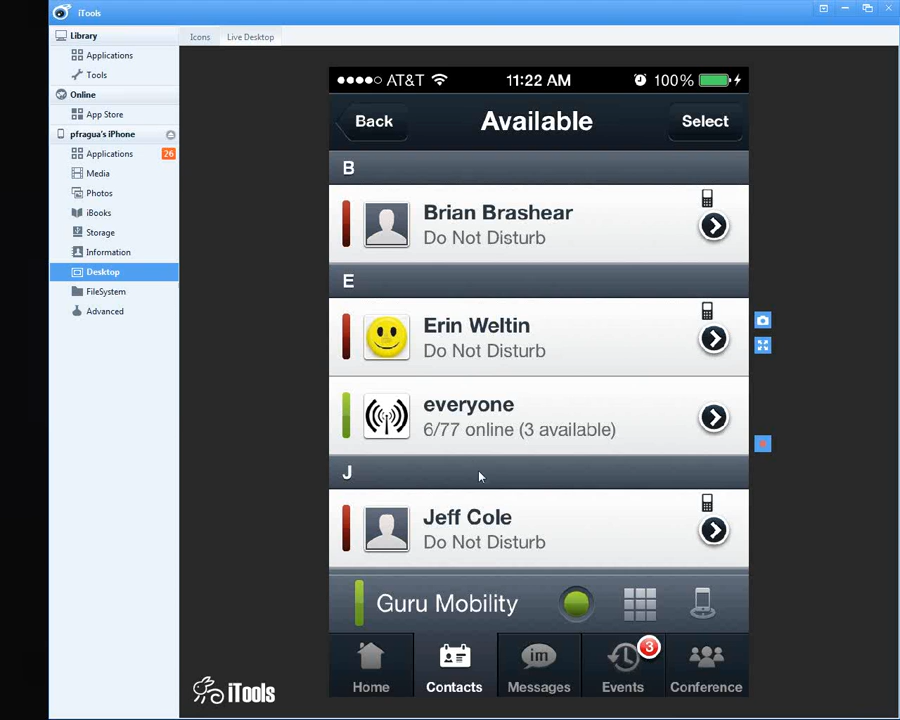 iTools
Library
Applications
Tools
Online
App Store
pfragua's iPhone
Applications 26
Media
Photos
iBooks
Storage
Information
Desktop
FileSystem
Advanced
Icons Live Desktop
AT&T 11:22 AM 100%
Back Available Select
B
Brian Brashear
Do Not Disturb
E
Erin Weltin
Do Not Disturb
everyone
6/77 online (3 available)
J
Jeff Cole
Do Not Disturb
Guru Mobility
im 3
Home Contacts Messages Events Conference
iTools